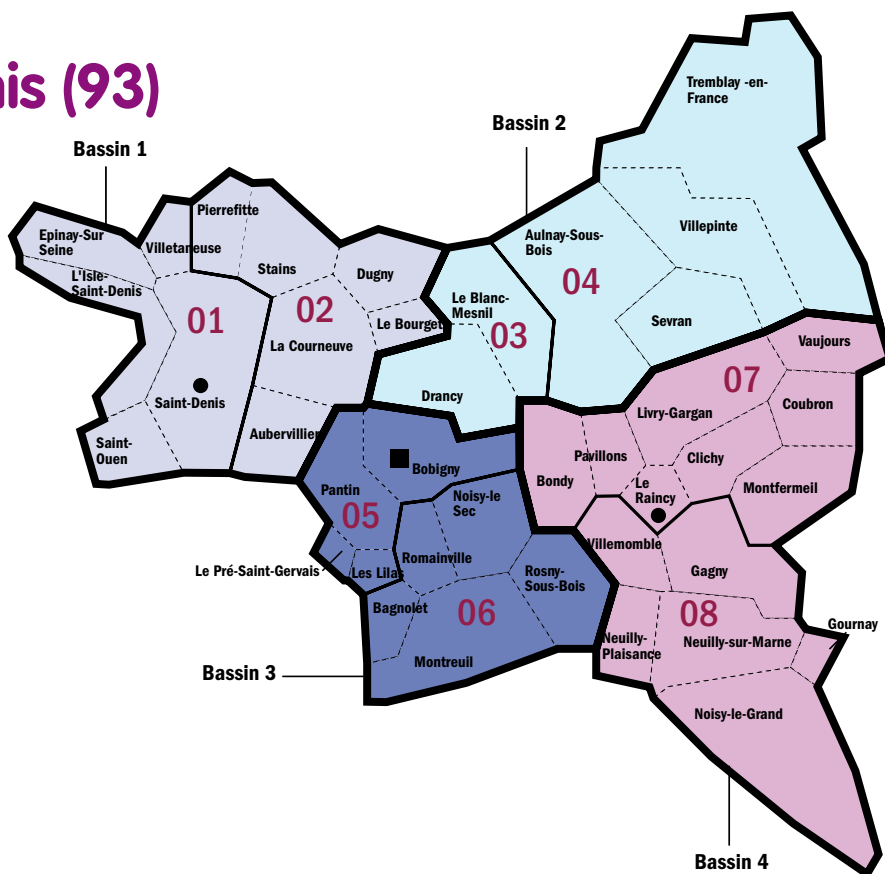 is (93)
Bassin 1
Bassin 2
Tremblay -en-
France
Pierrefitte
Epinay-Sur
Seine
Villetaneuse
Aulnay-Sous-
Bois
Villepinte
L'Isle-
Saint-Denis
Stains
Dugny
04
01
02
Le Blanc-
Mesnil
Le Bourget
03
Sevran
La Courneuve
Vaujours
07
Drancy
Saint-Denis
Livry-Gargan
Coubron
Saint-
Ouen
Aubervillier
Pavillons
Clichy
Bobigny
Bondy
Le
Raincy
Montfermeil
Pantin
Noisy-le
Sec
05
Villemomble
Romainville
Le Pré-Saint-Gervais
Les Lilas
Rosny-
Sous-Bois
Gagny
Bagnolet
06
08
Gournay
Neuilly-
Plaisance
Neuilly-sur-Marne
Montreuil
Bassin 3
Noisy-le-Grand
Bassin 4